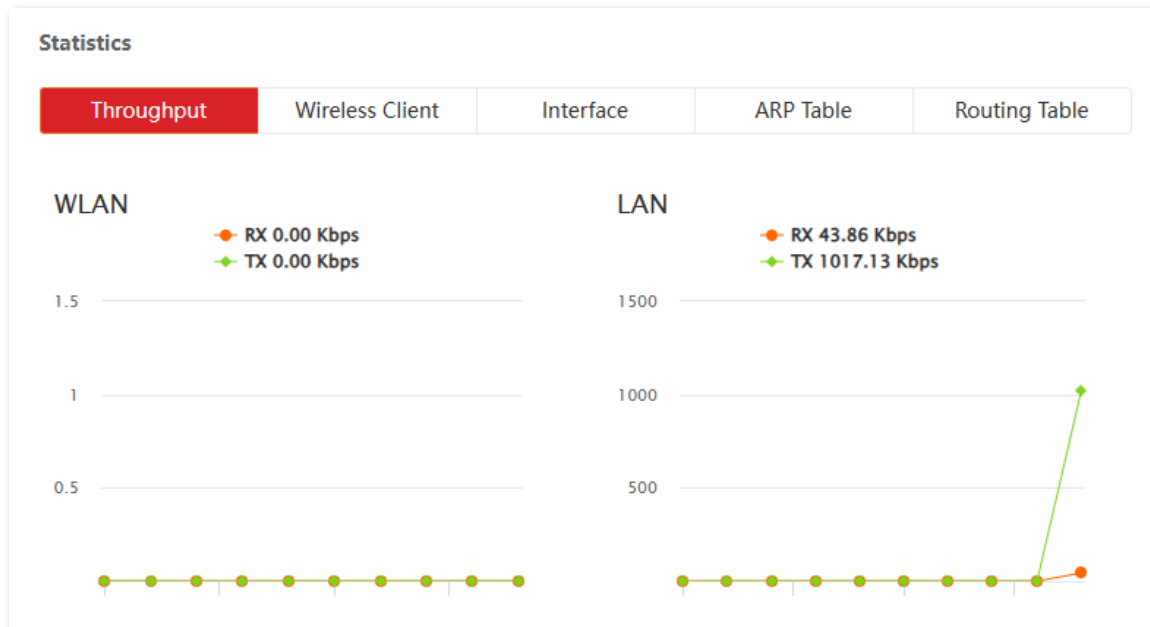 Statistics
Throughput Wireless Client Interface ARP Table Routing Table
WLAN
RX 0.00 Kbps
TX 0.00 Kbps
1.5
1
0.5
LAN
RX 43.86 Kbps
TX 1017.13 Kbps
1500
1000
500